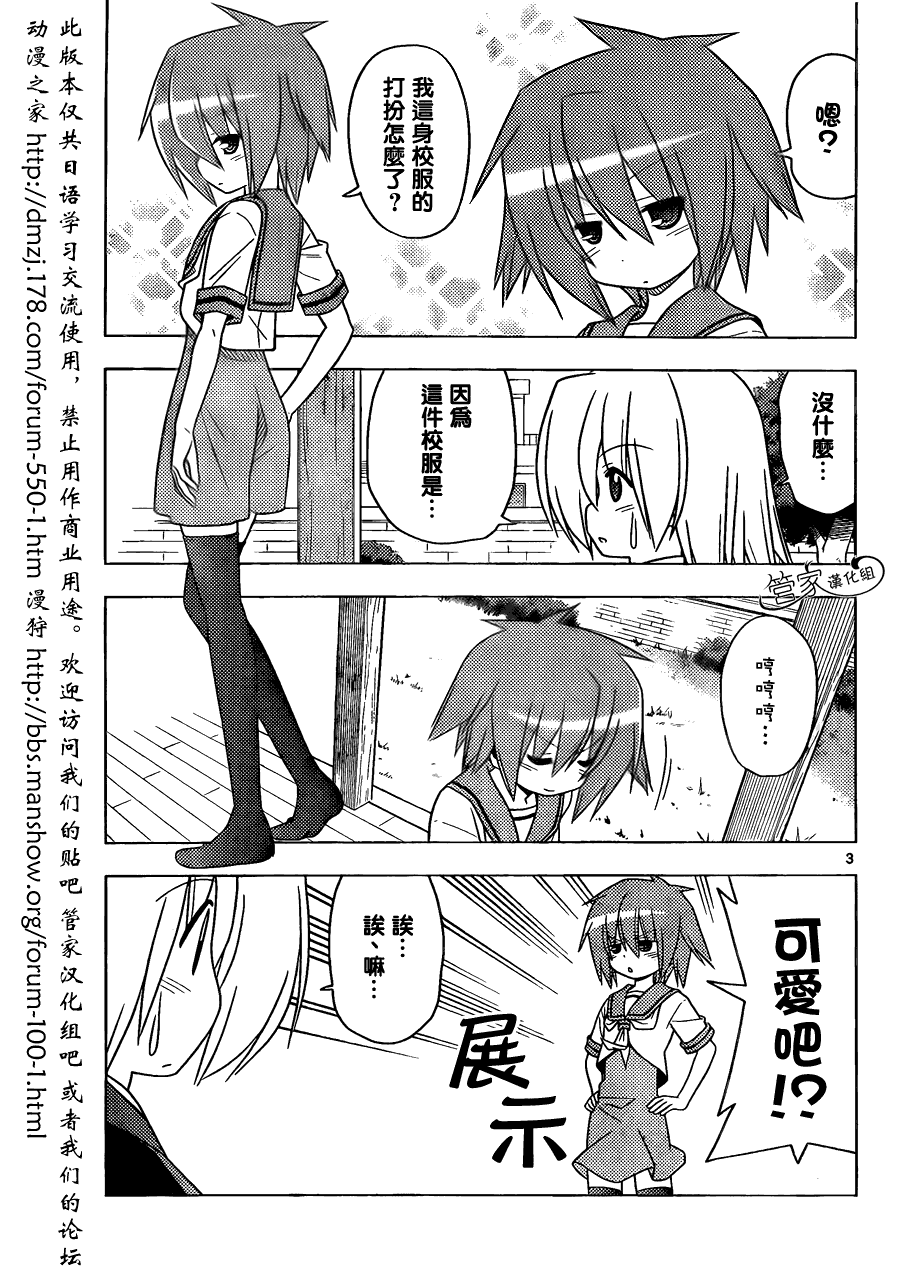 嗯？
我這身校服的
打扮怎麼了？
沒什麼…
因為
這件校服是…
管家漢化組
哼哼哼…
3
可愛吧!?
展示
誒…
誒、嘛…
此版本仅共日语学习交流使用，禁止用作商业用途。欢迎访问我们的贴吧 管家汉化组吧 或者我们的论坛
动漫之家 http://dmzj.178.com/forum-550-1.htm 漫狩 http://bbs.manshow.org/forum-100-1.html